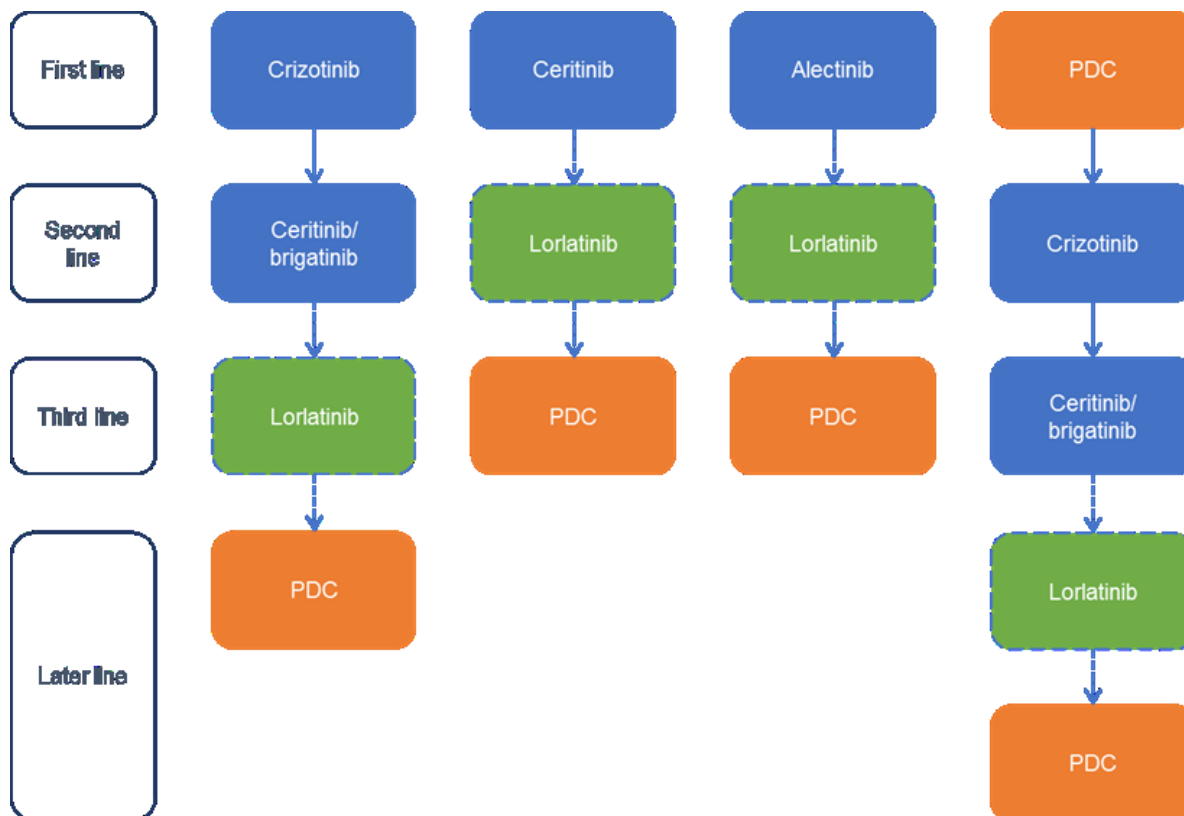 First line
Crizotinib
Ceritinib
Alectinib
PDC
Second
line
Ceritinib/
brigatinib
Lorlatinib
Lorlatinib
Crizotinib
Third line
Lorlatinib
PDC
PDC
Ceritinib/
brigatinib
Later line
PDC
Lorlatinib
PDC